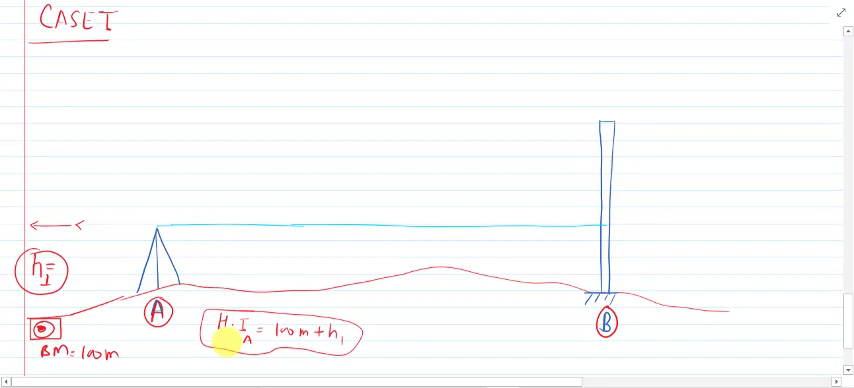 CASE I
h₁=
A
H.I_A = 100m + h₁
B
BM=100m